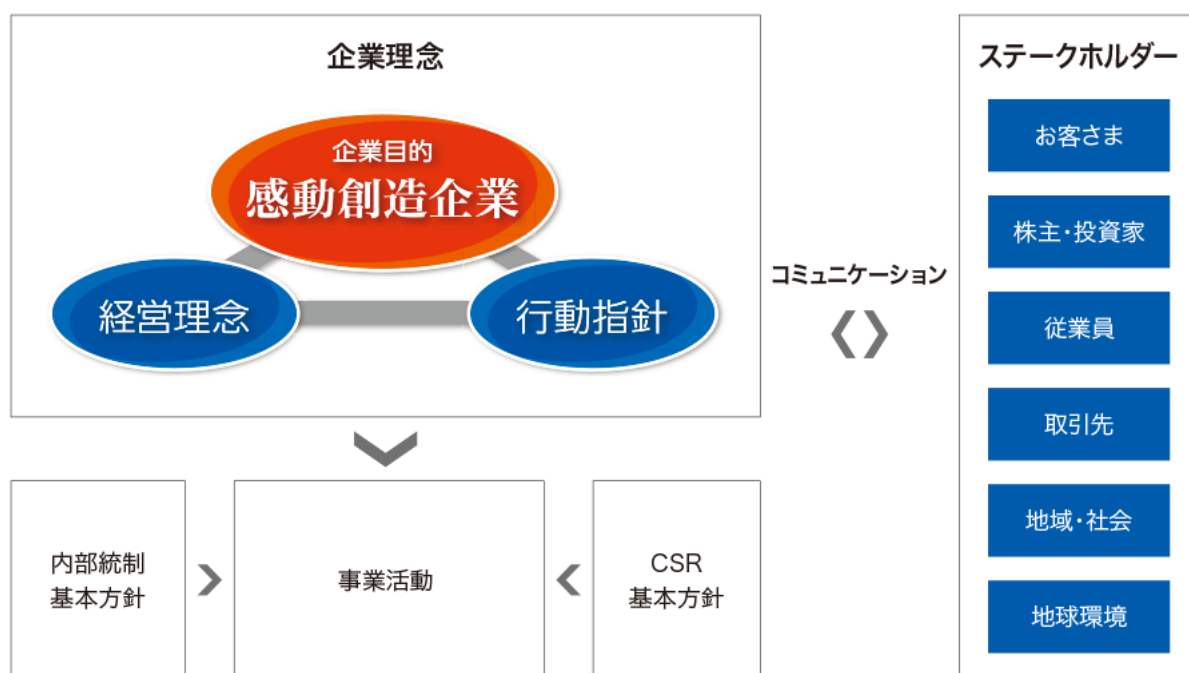 企業理念
企業目的
感動創造企業
経営理念
行動指針
コミュニケーション
ステークホルダー
お客さま
株主・投資家
従業員
取引先
地域・社会
地球環境
内部統制
基本方針
事業活動
CSR
基本方針